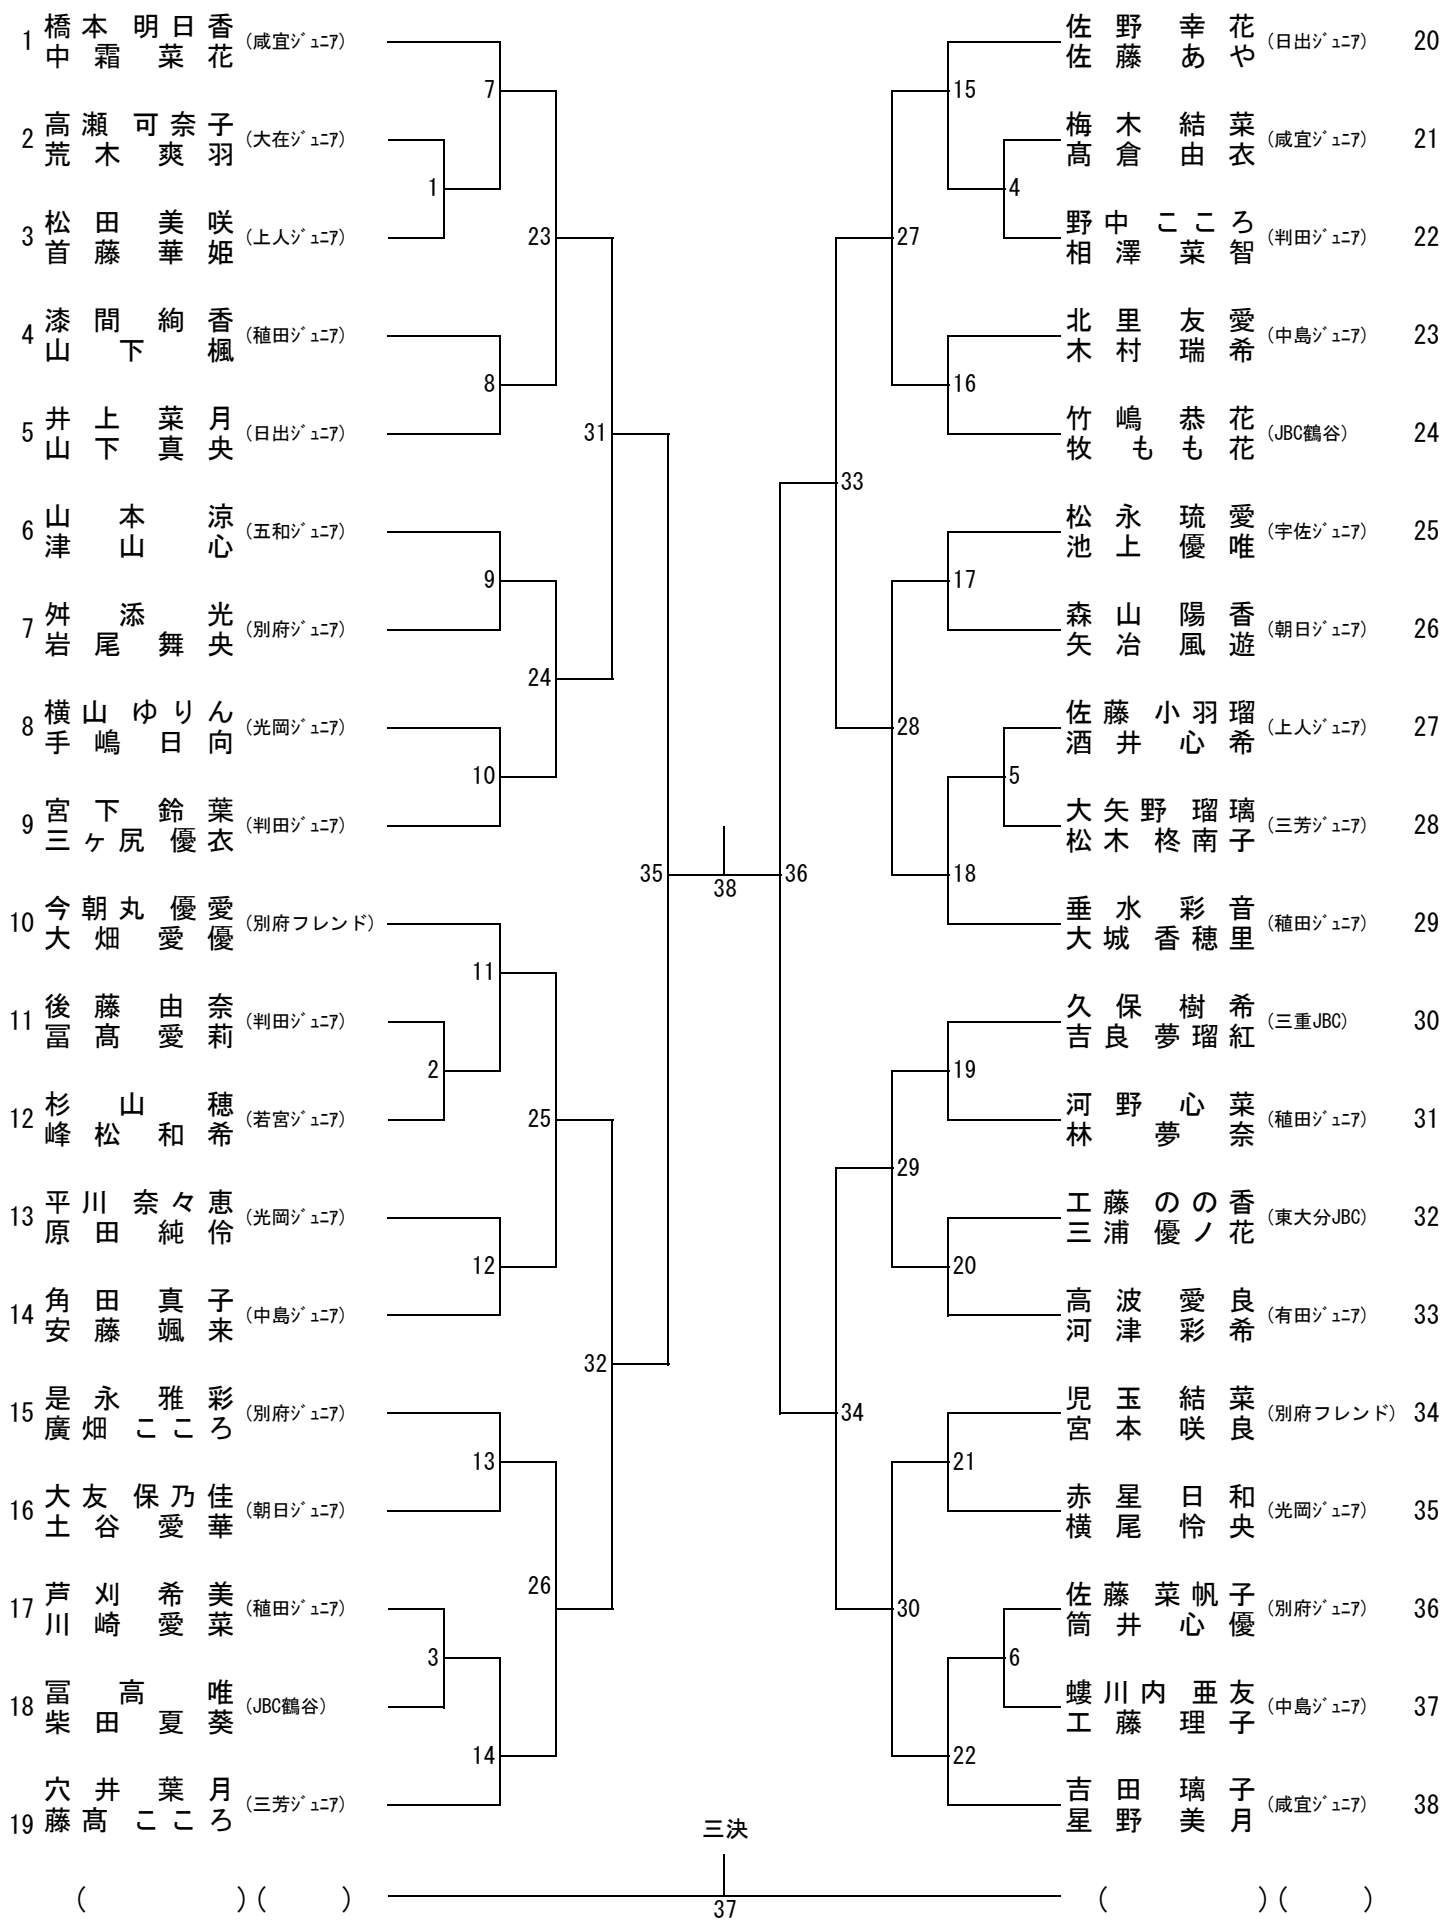 1 橋本 明日香 (咸宜ジュニア)
中霜 菜花
2 高瀬 可奈子 (大在ジュニア)
荒木 爽羽
1
3 松田 美咲 (上人ジュニア)
首藤 華姫
7
4 漆間 絢香 (稙田ジュニア)
山下 楓
8
5 井上 菜月 (日出ジュニア)
山下 真央
23
6 山本 涼 (五和ジュニア)
津山 心
9
7 舛添 光 (別府ジュニア)
岩尾 舞央
24
8 横山 ゆりん (光岡ジュニア)
手嶋 日向
10
9 宮下 鈴葉 (判田ジュニア)
三ヶ尻 優衣
31
10 今朝丸 優愛 (別府フレンド)
大畑 愛優
11
11 後藤 由奈 (判田ジュニア)
冨髙 愛莉
2
12 杉山 穂 (若宮ジュニア)
峰松 和希
25
13 平川 奈々恵 (光岡ジュニア)
原田 純伶
12
14 角田 真子 (中島ジュニア)
安藤 颯来
32
15 是永 雅彩 (別府ジュニア)
廣畑 こころ
13
16 大友 保乃佳 (朝日ジュニア)
土谷 愛華
26
17 芦刈 希美 (稙田ジュニア)
川崎 愛菜
3
18 冨高 唯 (JBC鶴谷)
柴田 夏葵
14
穴井 葉月 (三芳ジュニア)
19 藤髙 こころ
35
38
36
佐野 幸花 (日出ジュニア) 20
佐藤 あや
15
梅木 結菜 (咸宜ジュニア) 21
髙倉 由衣
4
野中 こころ (判田ジュニア) 22
相澤 菜智
27
北里 友愛 (中島ジュニア) 23
木村 瑞希
16
竹嶋 恭花 (JBC鶴谷) 24
牧 もも花
33
松永 琉愛 (宇佐ジュニア) 25
池上 優唯
17
森山 陽香 (朝日ジュニア) 26
矢冶 風遊
28
佐藤 小羽瑠 (上人ジュニア) 27
酒井 心希
5
大矢野 瑠璃 (三芳ジュニア) 28
松木 柊南子
18
垂水 彩音 (稙田ジュニア) 29
大城 香穂里
久保 樹希 (三重JBC) 30
吉良 夢瑠紅
19
河野 心菜 (稙田ジュニア) 31
林 夢奈
29
工藤 のの香 (東大分JBC) 32
三浦 優ノ花
20
高波 愛良 (有田ジュニア) 33
河津 彩希
34
児玉 結菜 (別府フレンド) 34
宮本 咲良
21
赤星 日和 (光岡ジュニア) 35
横尾 怜央
30
佐藤 菜帆子 (別府ジュニア) 36
筒井 心優
6
螻川内 亜友 (中島ジュニア) 37
工藤 理子
22
吉田 璃子 (咸宜ジュニア) 38
星野 美月
三決
( ) ( ) 37 ( ) ( )